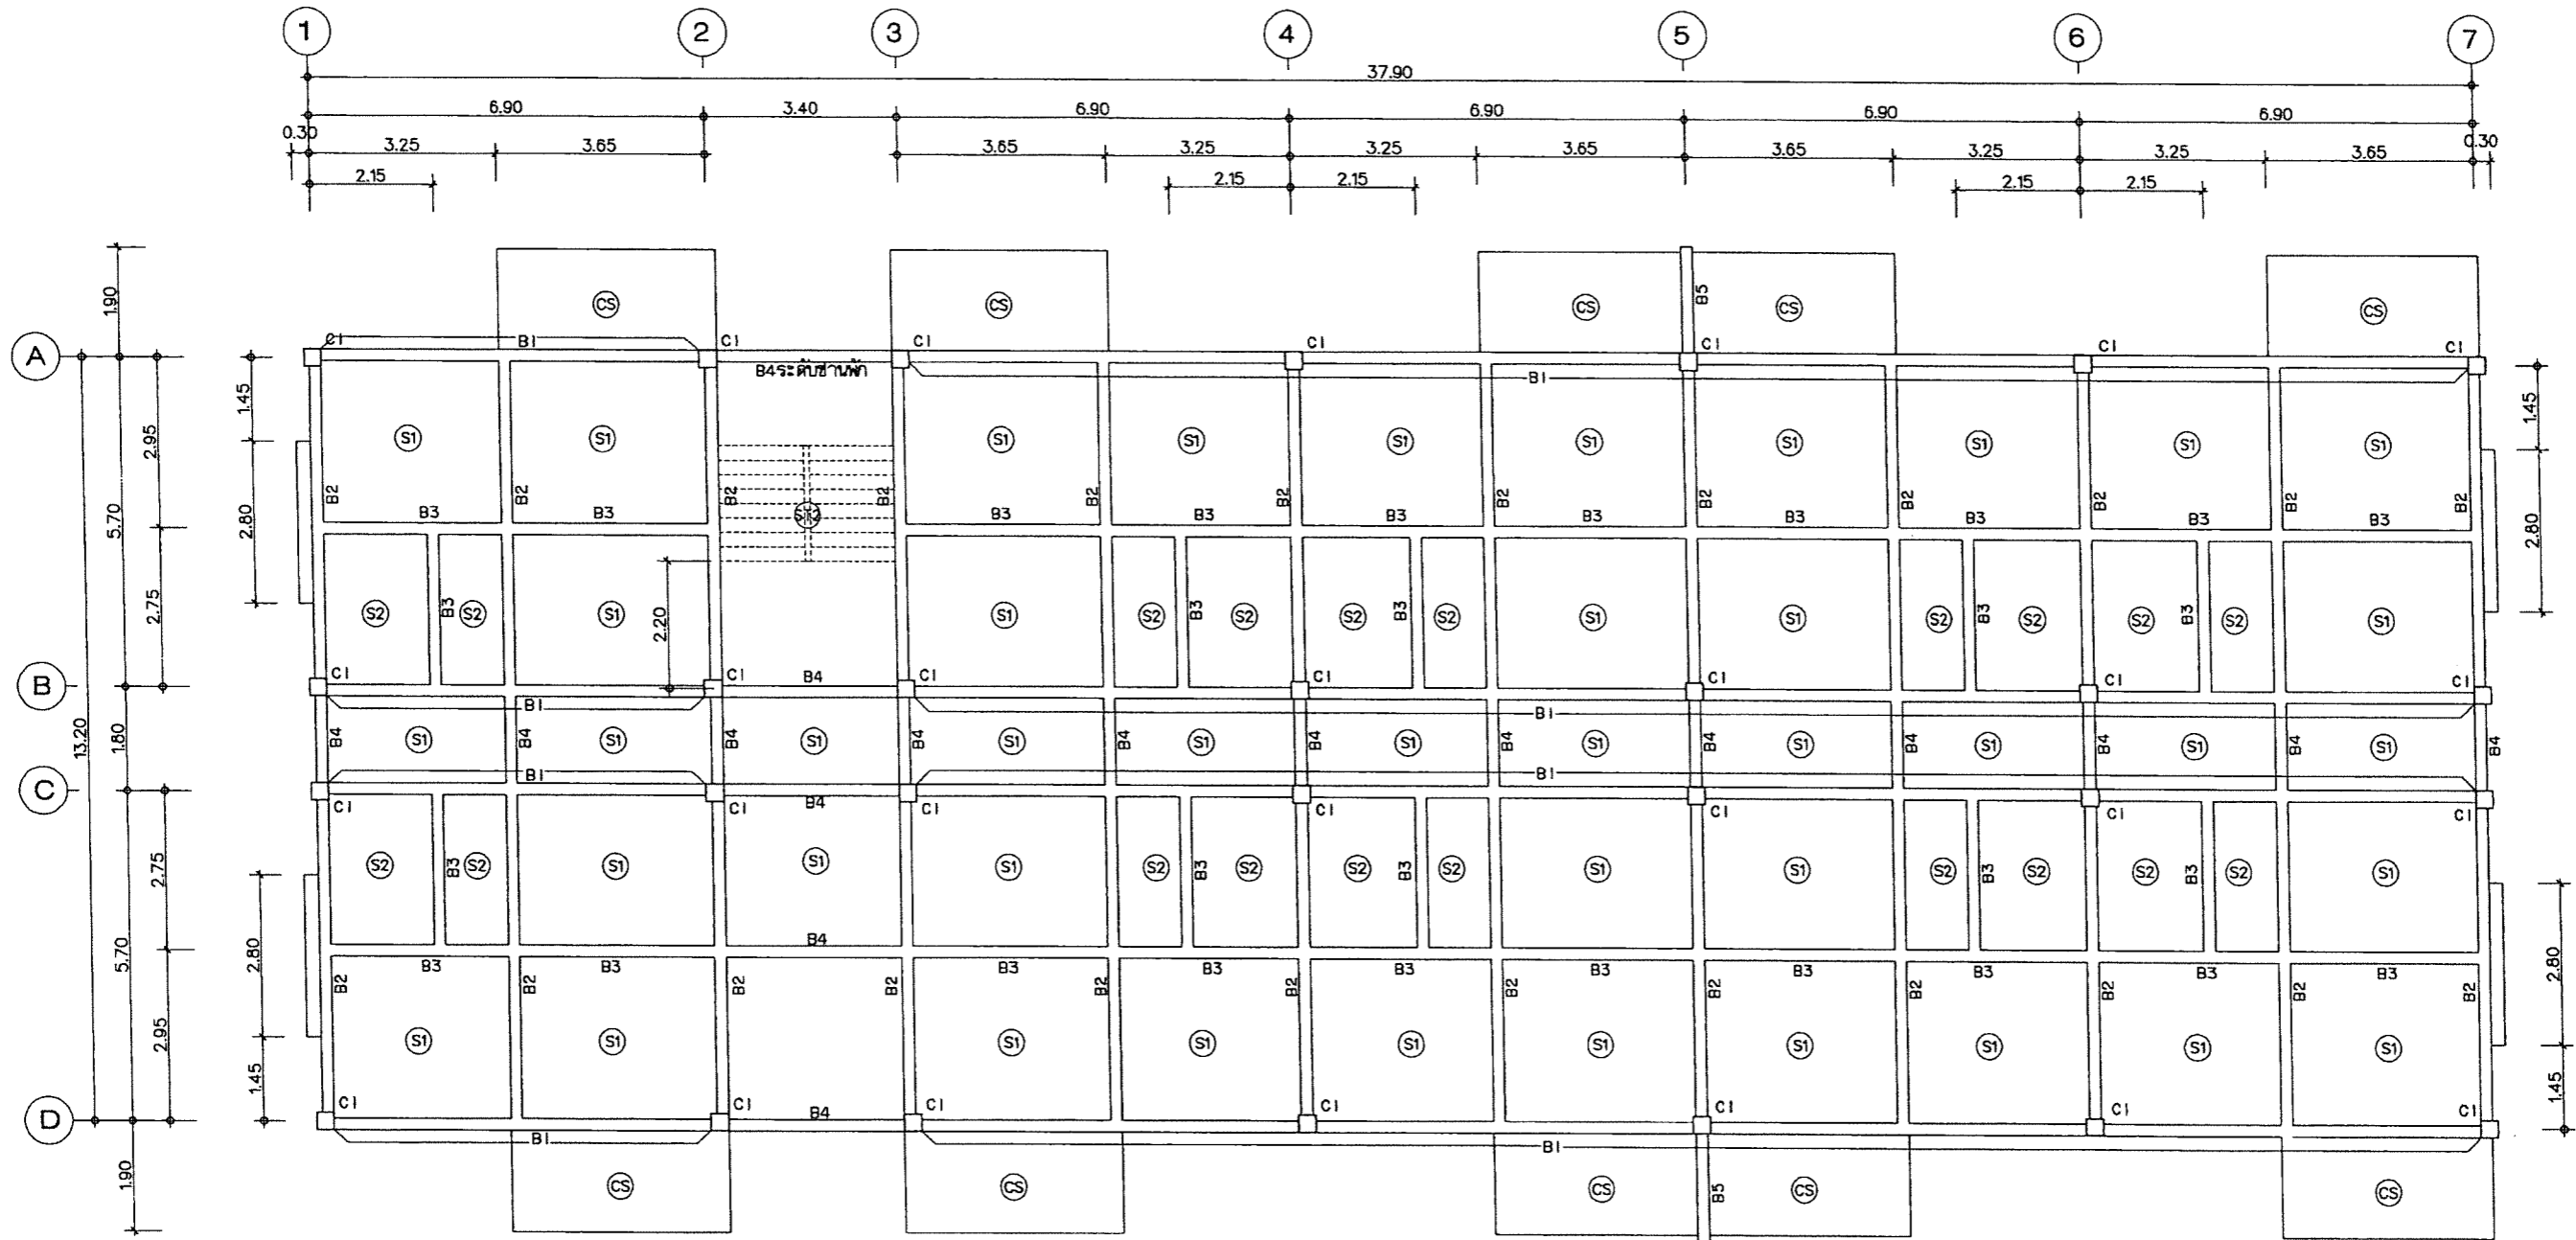 1 2 3 4 5 6 7
37.90
6.90 3.40 6.90 6.90 6.90 6.90
0.30 3.25 3.65 3.65 3.25 3.25 3.65 3.65 3.25 3.25 3.65 0.30
2.15 2.15 2.15 2.15 2.15
1.90
CS CS CS B5 CS CS
A C1 B1 C1 C1 C1 C1 C1 C1
B4ระดับชานพัก B1
1.45 2.95 1.45
S1 S1 S1 S1 S1 S1 S1 S1 S1 S1
B2 B2 B2 B2 B2 B2 B2 B2 B2 B2 B2 B2
5.70 2.80 B3 B3 B3 B3 B3 B3 B3 B3 B3 B3 2.80
2.75
S2 B3 S2 S1 2.20 S1 S2 B3 S2 S2 B3 S2 S1 S1 S2 B3 S2 S2 B3 S2 S1
B C1 C1 B4 C1 C1 C1 C1 C1
B1 B1
13.20 1.80
B4 S1 B4 S1 B4 S1 B4 S1 B4 S1 B4 S1 B4 S1 B4 S1 B4 S1 B4 S1 B4 S1 B4
B1 B1
C C1 C1 B4 C1 C1 C1 C1 C1
2.75
S2 B3 S2 S1 S1 S1 S2 B3 S2 S2 B3 S2 S1 S1 S2 B3 S2 S2 B3 S2 S1
B4
5.70 2.80 B3 B3 B3 B3 B3 B3 B3 B3 B3 B3 2.80
B2 B2 B2 B2 B2 B2 B2 B2 B2 B2 B2 B2
2.95
S1 S1 S1 S1 S1 S1 S1 S1 S1 S1
1.45 1.45
D C1 C1 B4 C1 C1 C1 C1 C1
B1 B1
1.90
CS CS CS B5 CS CS